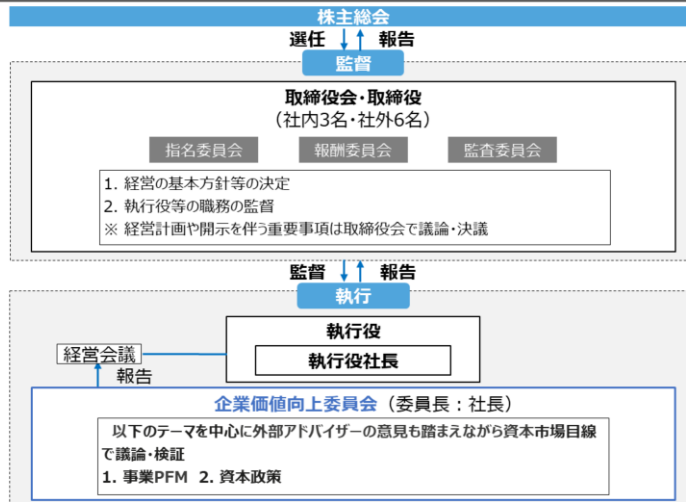 株主総会
選任 報告
監督
取締役会・取締役
（社内3名・社外6名）
指名委員会 報酬委員会 監査委員会
1. 経営の基本方針等の決定
2. 執行役等の職務の監督
※ 経営計画や開示を伴う重要事項は取締役会で議論・決議
監督 報告
執行
執行役
執行役社長
経営会議
報告
企業価値向上委員会（委員長：社長）
以下のテーマを中心に外部アドバイザーの意見も踏まえながら資本市場目線
で議論・検証
1. 事業PFM 2. 資本政策